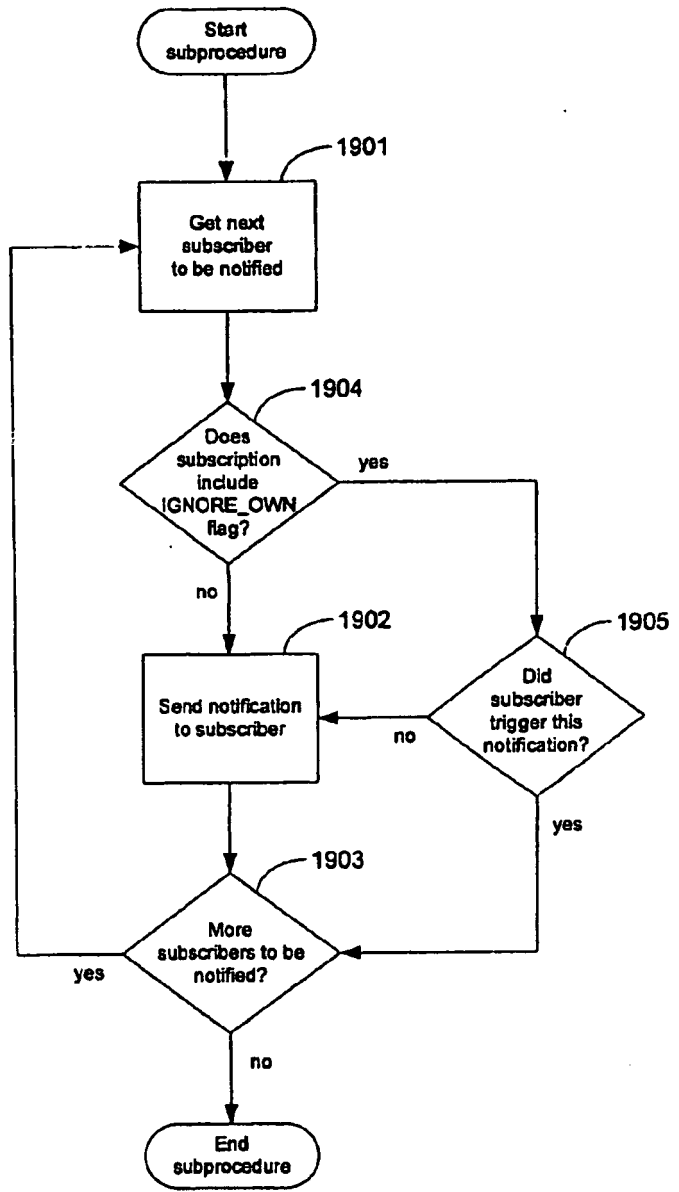 Start
subprocedure
1901
Get next
subscriber
to be notified
1904
Does
subscription
include
IGNORE_OWN
flag?
yes
no
1902
Send notification
to subscriber
1905
Did
subscriber
trigger this
notification?
no
yes
1903
More
subscribers to be
notified?
yes
no
End
subprocedure